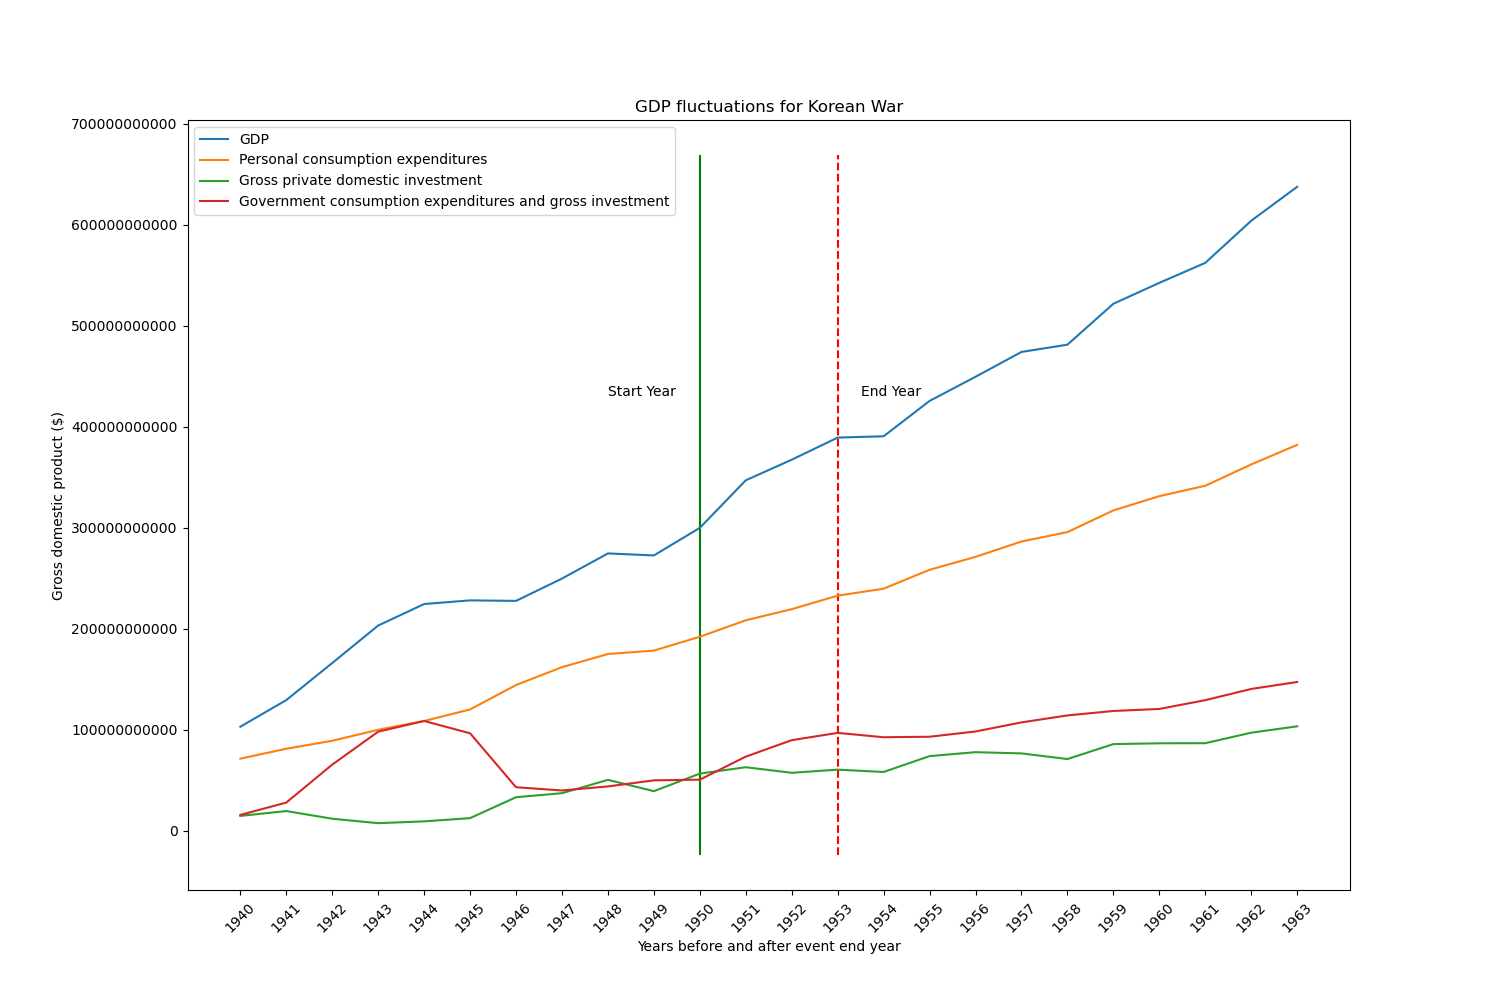 GDP fluctuations for Korean War
700000000000
600000000000
500000000000
400000000000
300000000000
200000000000
100000000000
0
Gross domestic product ($)
GDP
Personal consumption expenditures
Gross private domestic investment
Government consumption expenditures and gross investment
Start Year
End Year
1940 1941 1942 1943 1944 1945 1946 1947 1948 1949 1950 1951 1952 1953 1954 1955 1956 1957 1958 1959 1960 1961 1962 1963
Years before and after event end year